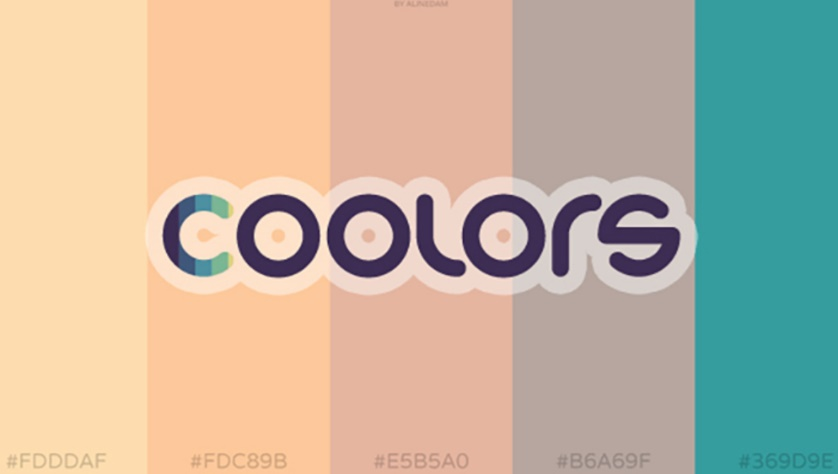 BY ALINEDAM
coolors
#FDDDAF
#FDC89B
#E5B5A0
#B6A69F
#369D9E